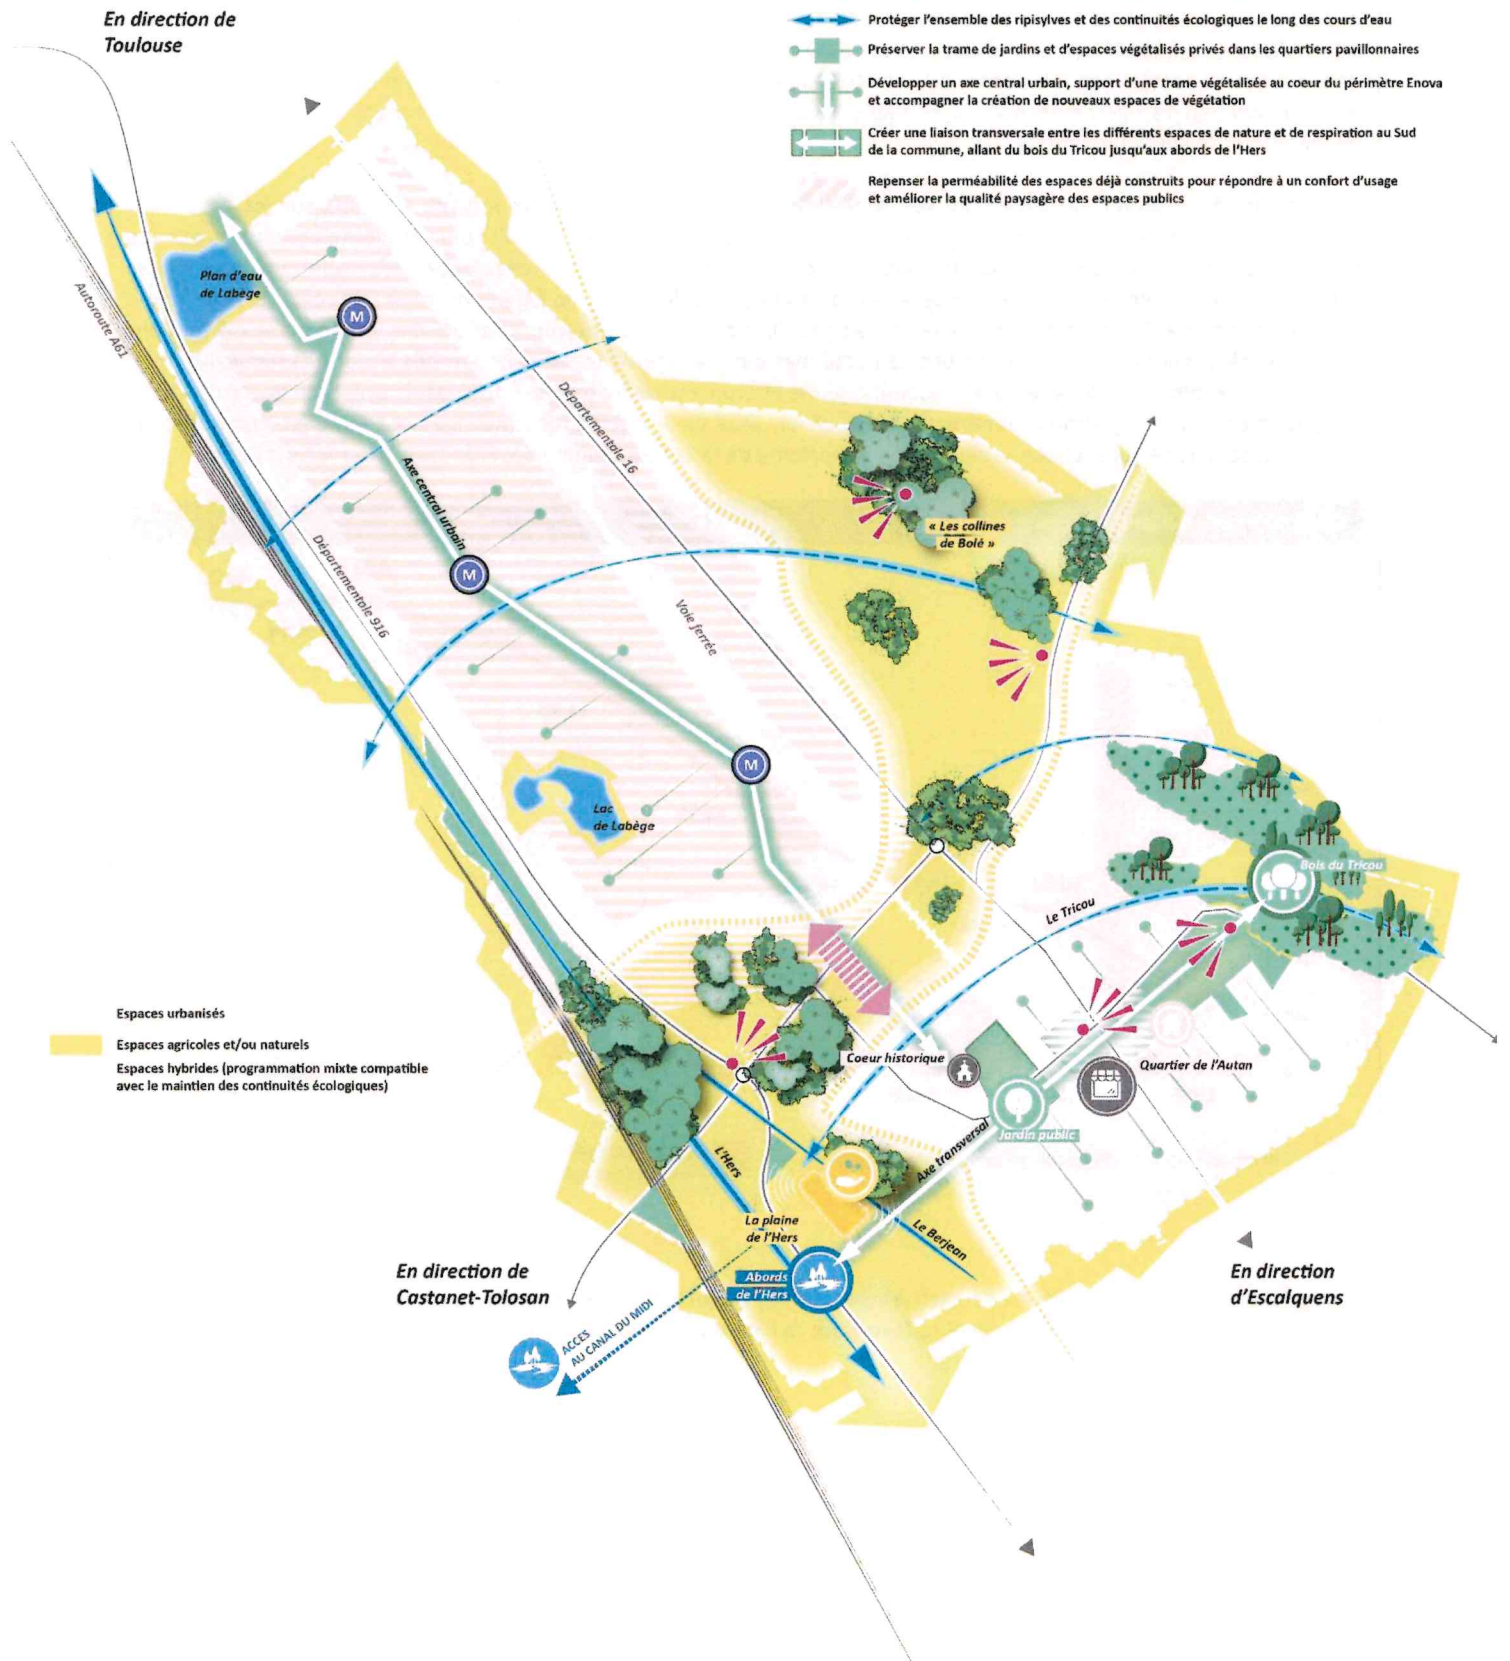 En direction de
Toulouse
Protéger l'ensemble des ripisylves et des continuités écologiques le long des cours d'eau
Préserver la trame de jardins et d'espaces végétalisés privés dans les quartiers pavillonnaires
Développer un axe central urbain, support d'une trame végétalisée au coeur du périmètre Enova
et accompagner la création de nouveaux espaces de végétation
Créer une liaison transversale entre les différents espaces de nature et de respiration au Sud
de la commune, allant du bois du Tricou jusqu'aux abords de l'Hers
Repenser la perméabilité des espaces déjà construits pour répondre à un confort d'usage
et améliorer la qualité paysagère des espaces publics
Plan d'eau
de Labège
Autoroute A61
M
Départementale 16
Axe central urbain
« Les collines
de Bolé »
Départementale 916
M
Voie ferrée
M
Lac
de Labège
Bois du Tricou
Le Tricou
Espaces urbanisés
Espaces agricoles et/ou naturels
Espaces hybrides (programmation mixte compatible
avec le maintien des continuités écologiques)
Coeur historique
Quartier de l'Autan
Jardin public
Axe transversal
L'Hers
La plaine
de l'Hers
Le Berjean
Abords
de l'Hers
En direction de
Castanet-Tolosan
En direction
d'Escalquens
ACCES
AU CANAL DU MIDI